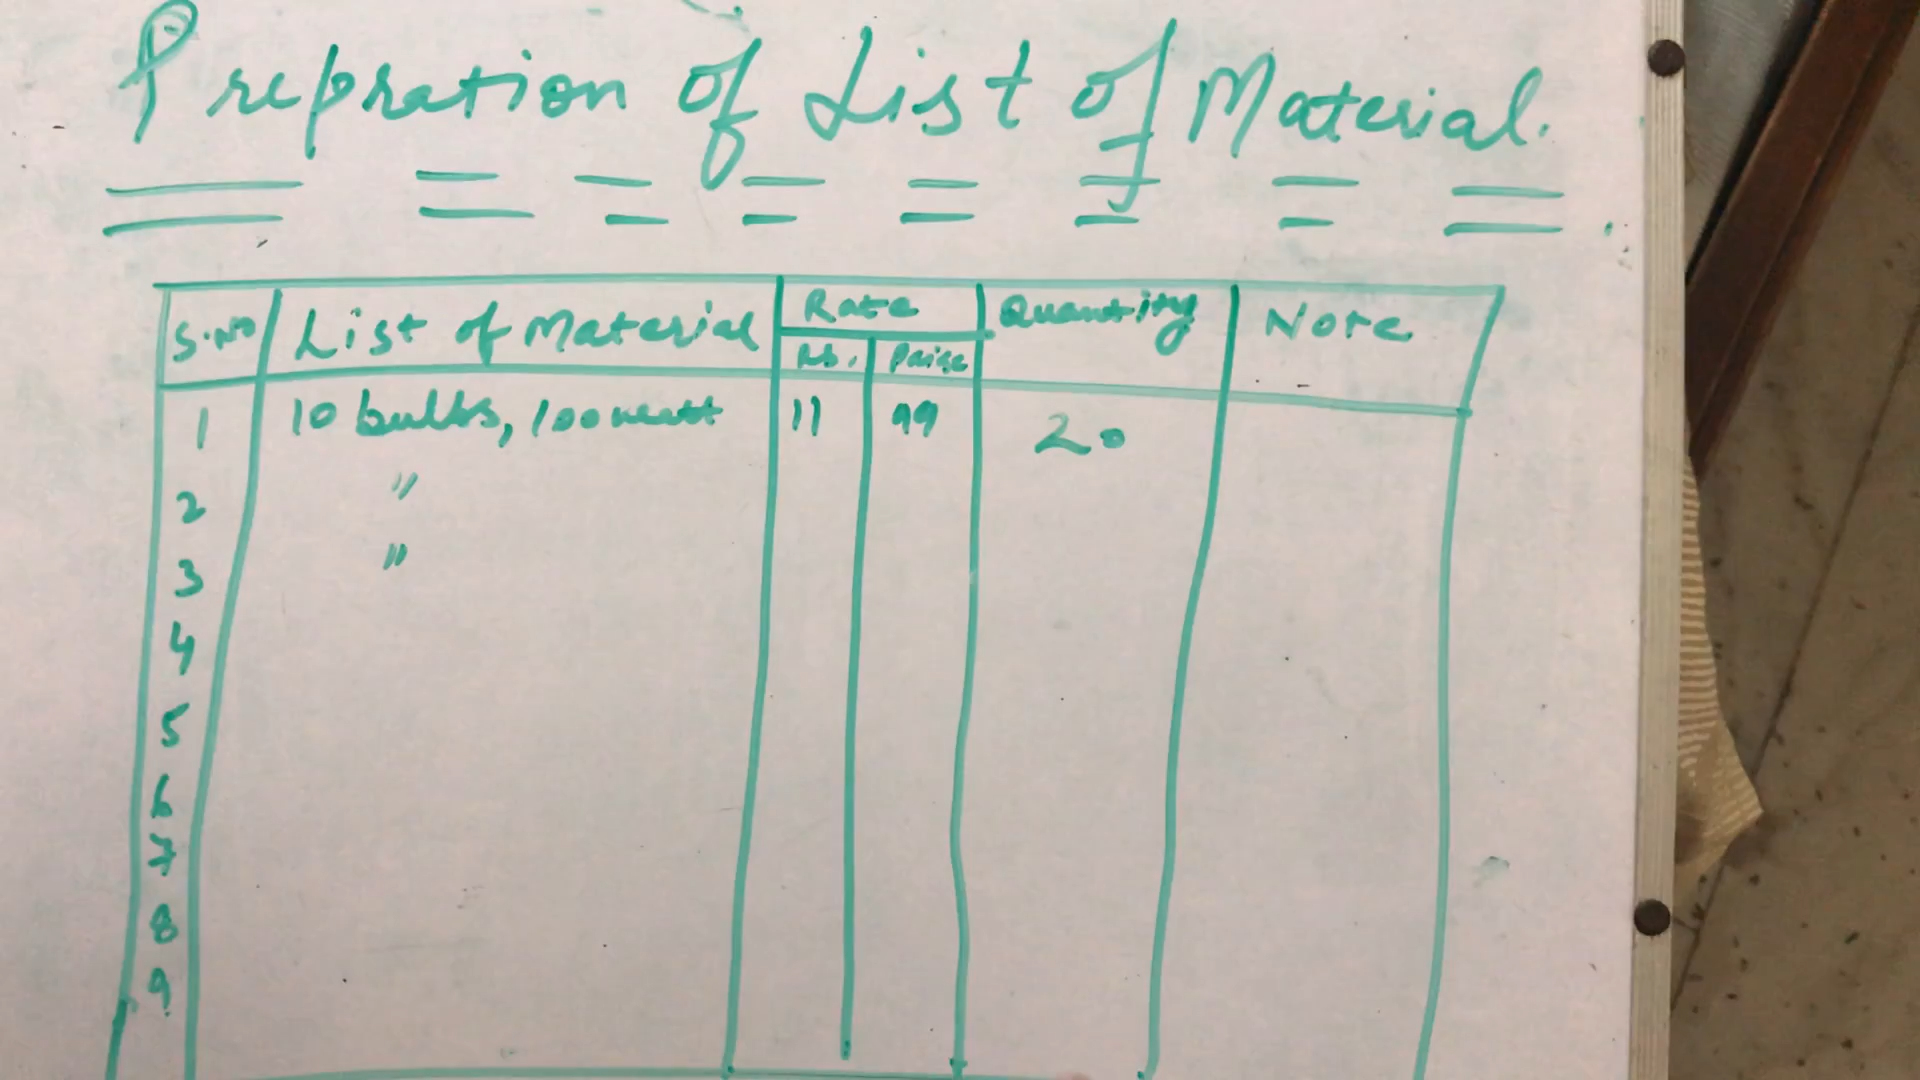 Prepration of List of Material.
S.No List of Material Rate Quantity Note
Rs. Paise
1 10 bulbs, 100 watt 11 99 20
2 "
3 "
4
5
6
7
8
9